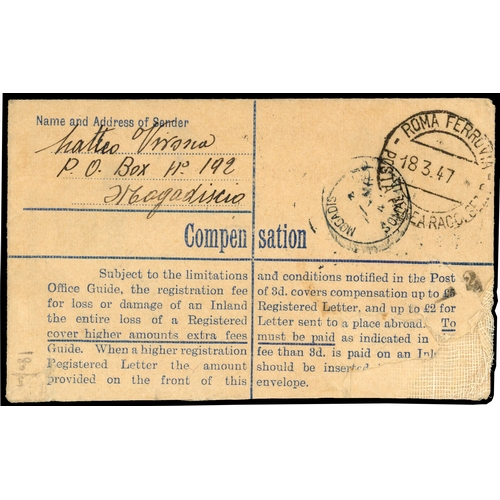 Name and Address of Sender
Matteo Virona
P.O. Box Nº 192
Mogadiscio
ROMA FERROVIA
18.3.47
MOGADIS
Compensation
Subject to the limitations and conditions notified in the Post
Office Guide, the registration fee of 3d. covers compensation up to £5
for loss or damage of an Inland Registered Letter, and up to £2 for
the entire loss of a Registered Letter sent to a place abroad. To
cover higher amounts extra fees must be paid as indicated in
Guide. When a higher registration fee than 3d. is paid on an Inl
Registered Letter the amount should be inserted
provided on the front of this envelope.